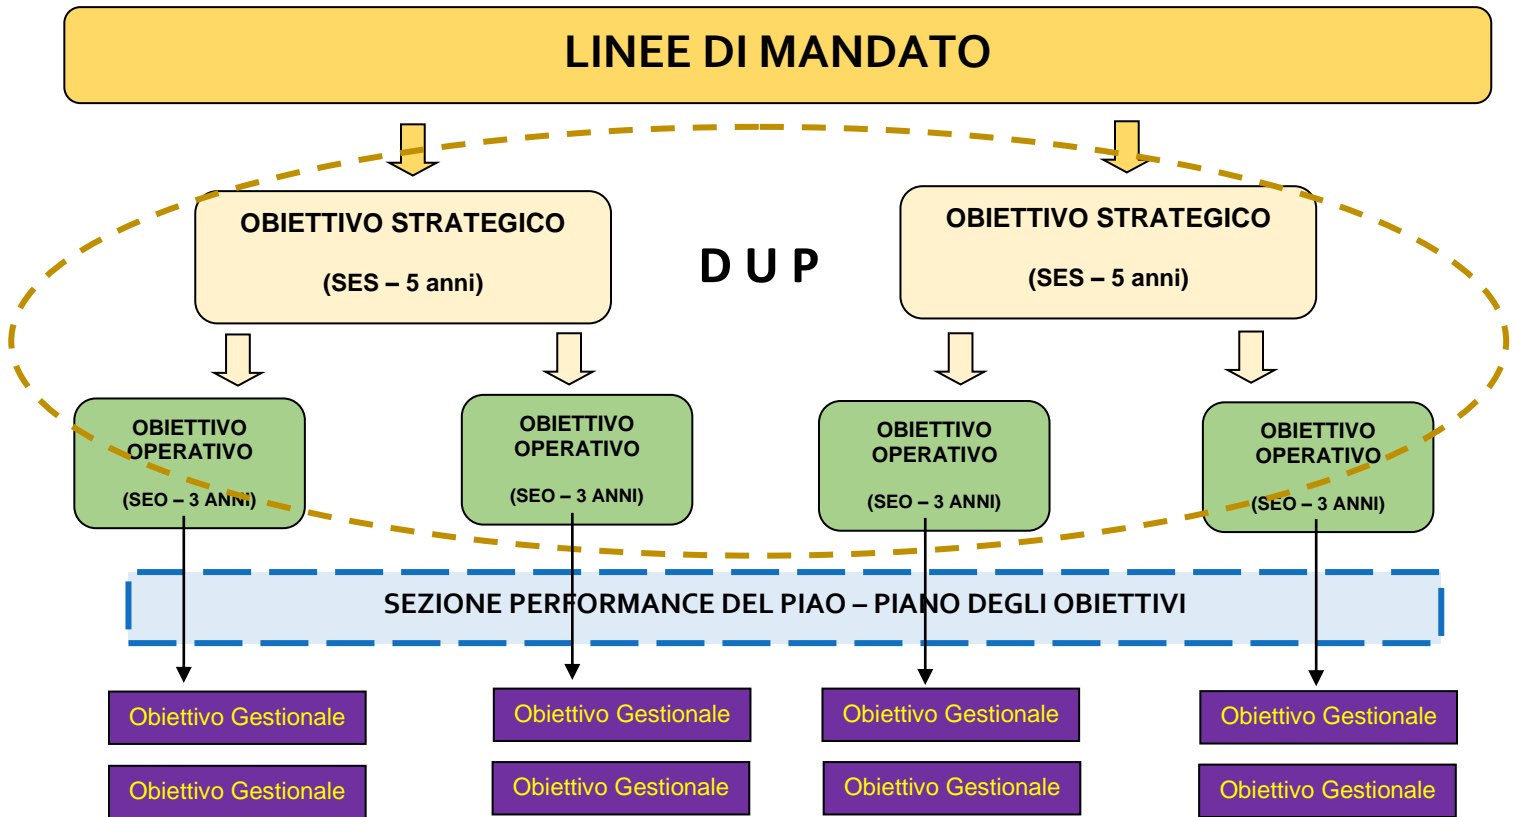 LINEE DI MANDATO
OBIETTIVO STRATEGICO
(SES – 5 anni)
D U P
OBIETTIVO STRATEGICO
(SES – 5 anni)
OBIETTIVO
OPERATIVO
(SEO – 3 ANNI)
OBIETTIVO
OPERATIVO
(SEO – 3 ANNI)
OBIETTIVO
OPERATIVO
(SEO – 3 ANNI)
OBIETTIVO
OPERATIVO
(SEO – 3 ANNI)
SEZIONE PERFORMANCE DEL PIAO – PIANO DEGLI OBIETTIVI
Obiettivo Gestionale
Obiettivo Gestionale
Obiettivo Gestionale
Obiettivo Gestionale
Obiettivo Gestionale
Obiettivo Gestionale
Obiettivo Gestionale
Obiettivo Gestionale